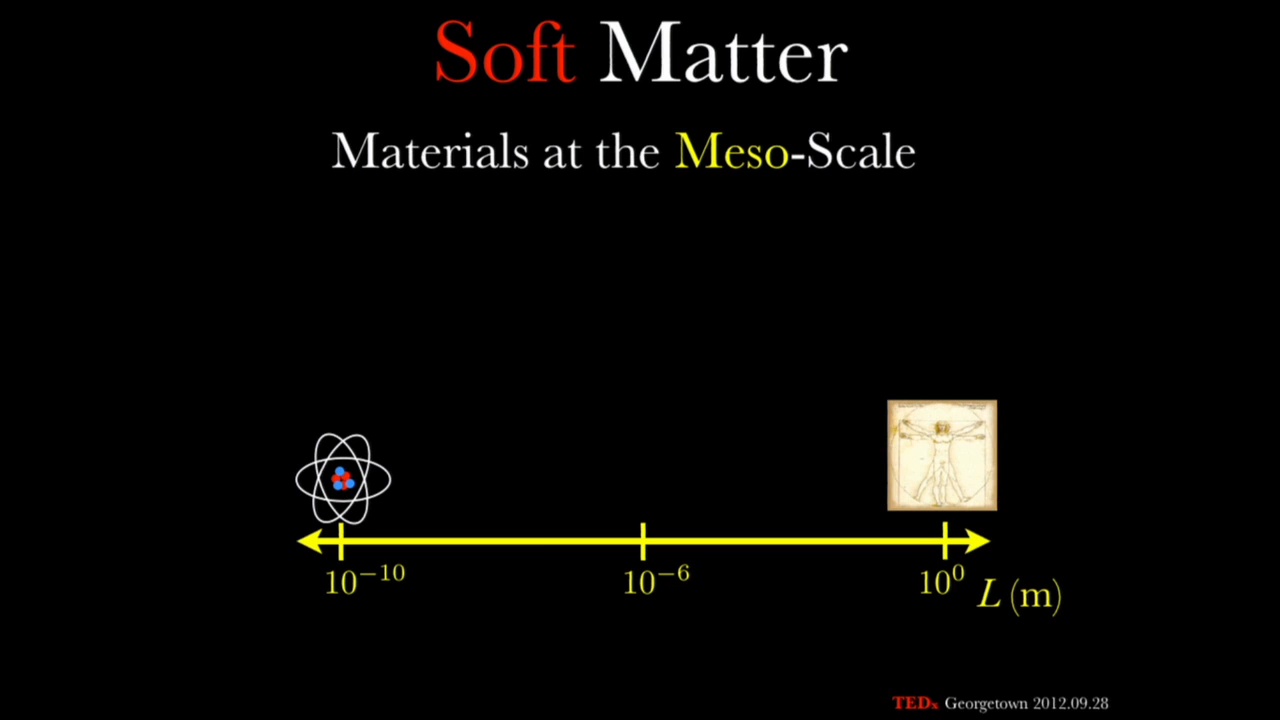 Soft Matter
Materials at the Meso-Scale
10⁻¹⁰
10⁻⁶
10⁰
L (m)
TEDx Georgetown 2012.09.28